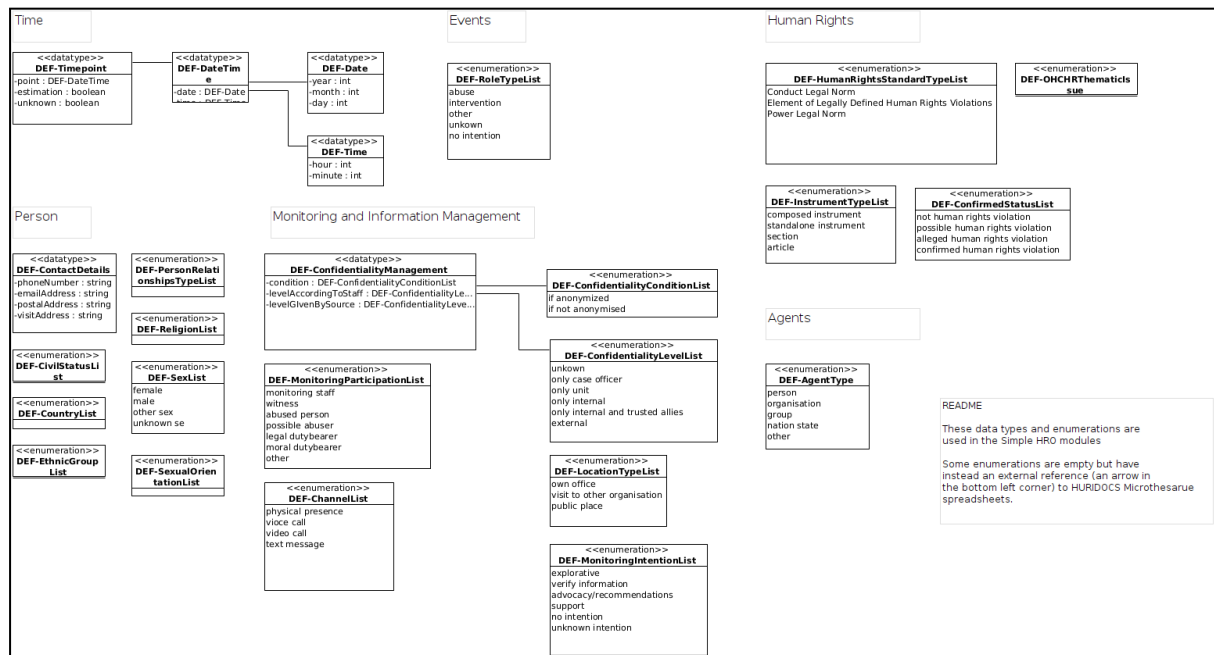 Time
<<datatype>>
DEF-Timepoint
-point : DEF-DateTime
-estimation : boolean
-unknown : boolean
<<datatype>>
DEF-DateTim
e
-date : DEF-Date
-time : DEF-Time
<<datatype>>
DEF-Date
-year : int
-month : int
-day : int
<<datatype>>
DEF-Time
-hour : int
-minute : int
Events
<<enumeration>>
DEF-RoleTypeList
abuse
intervention
other
unkown
no intention
Human Rights
<<enumeration>>
DEF-HumanRightsStandardTypeList
Conduct Legal Norm
Element of Legally Defined Human Rights Violations
Power Legal Norm
<<enumeration>>
DEF-OHCHRThematicIs
sue
<<enumeration>>
DEF-InstrumentTypeList
composed instrument
standalone instrument
section
article
<<enumeration>>
DEF-ConfirmedStatusList
not human rights violation
possible human rights violation
alleged human rights violation
confirmed human rights violation
Person
<<datatype>>
DEF-ContactDetails
-phoneNumber : string
-emailAddress : string
-postalAddress : string
-visitAddress : string
<<enumeration>>
DEF-PersonRelati
onshipsTypeList
<<enumeration>>
DEF-ReligionList
<<enumeration>>
DEF-CivilStatusLi
st
<<enumeration>>
DEF-SexList
female
male
other sex
unknown se
<<enumeration>>
DEF-CountryList
<<enumeration>>
DEF-EthnicGroup
List
<<enumeration>>
DEF-SexualOrien
tationList
Monitoring and Information Management
<<datatype>>
DEF-ConfidentialityManagement
-condition : DEF-ConfidentialityConditionList
-levelAccordingToStaff : DEF-ConfidentialityLe...
-levelGIvenBySource : DEF-ConfidentialityLeve...
<<enumeration>>
DEF-ConfidentialityConditionList
if anonymized
if not anonymised
<<enumeration>>
DEF-ConfidentialityLevelList
unkown
only case officer
only unit
only internal
only internal and trusted allies
external
<<enumeration>>
DEF-MonitoringParticipationList
monitoring staff
witness
abused person
possible abuser
legal dutybearer
moral dutybearer
other
<<enumeration>>
DEF-ChannelList
physical presence
vioce call
video call
text message
<<enumeration>>
DEF-LocationTypeList
own office
visit to other organisation
public place
<<enumeration>>
DEF-MonitoringIntentionList
explorative
verify information
advocacy/recommendations
support
no intention
unknown intention
Agents
<<enumeration>>
DEF-AgentType
person
organisation
group
nation state
other
README
These data types and enumerations are
used in the Simple HRO modules
Some enumerations are empty but have
instead an external reference (an arrow in
the bottom left corner) to HURIDOCS Microthesarue
spreadsheets.